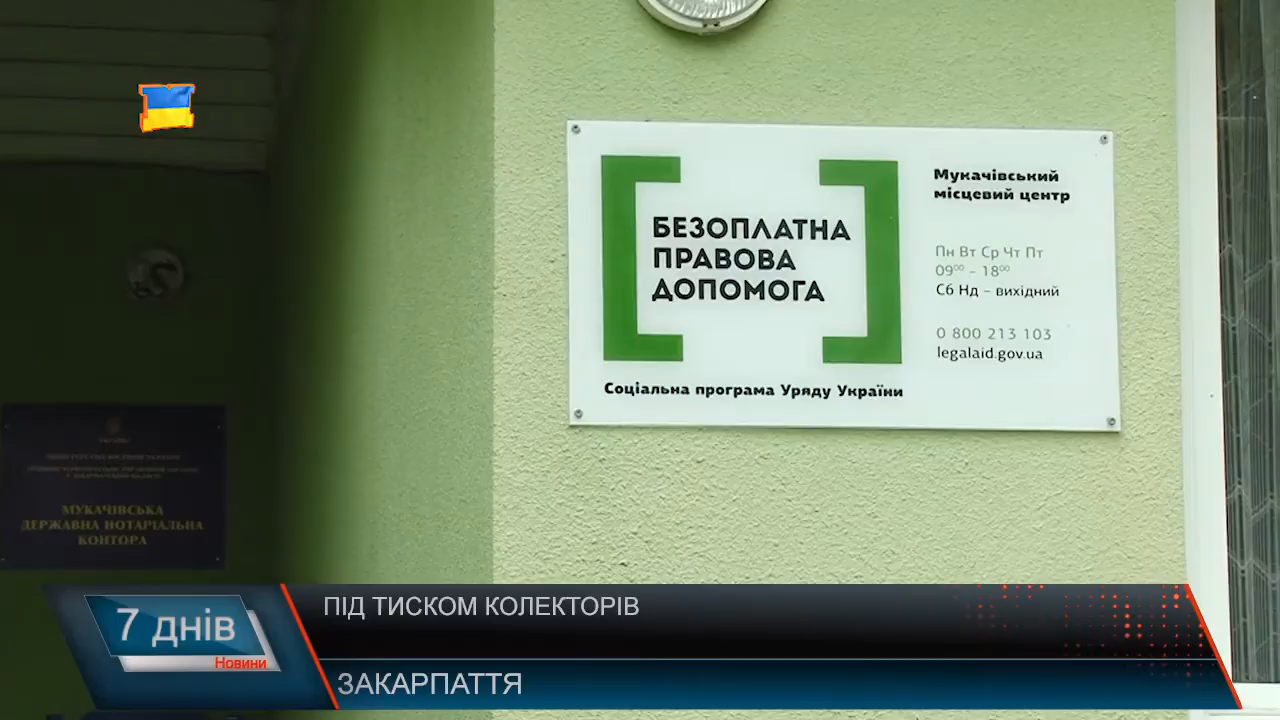 БЕЗОПЛАТНА
ПРАВОВА
ДОПОМОГА
Соціальна програма Уряду України
Мукачівський
місцевий центр
Пн Вт Ср Чт Пт
09⁰⁰ – 18⁰⁰
Сб Нд – вихідний
0 800 213 103
legalaid.gov.ua
МУКАЧІВСЬКА
ДЕРЖАВНА НОТАРІАЛЬНА
КОНТОРА
7 днів
Новини
ПІД ТИСКОМ КОЛЕКТОРІВ
ЗАКАРПАТТЯ